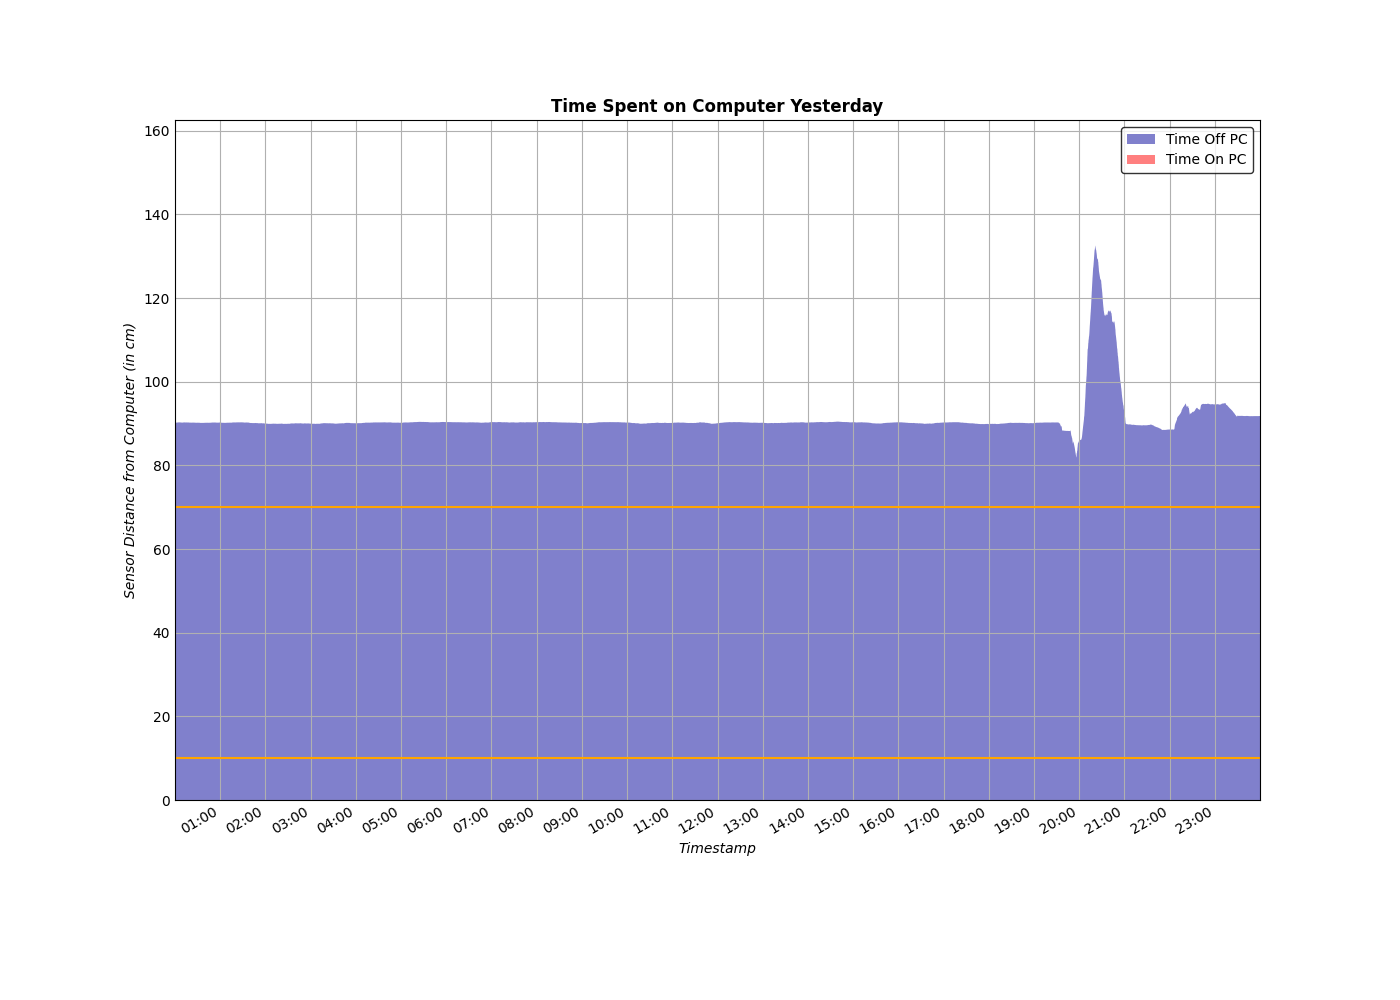 Time Spent on Computer Yesterday
Time Off PC
Time On PC
Sensor Distance from Computer (in cm)
160
140
120
100
80
60
40
20
0
01:00 02:00 03:00 04:00 05:00 06:00 07:00 08:00 09:00 10:00 11:00 12:00 13:00 14:00 15:00 16:00 17:00 18:00 19:00 20:00 21:00 22:00 23:00
Timestamp